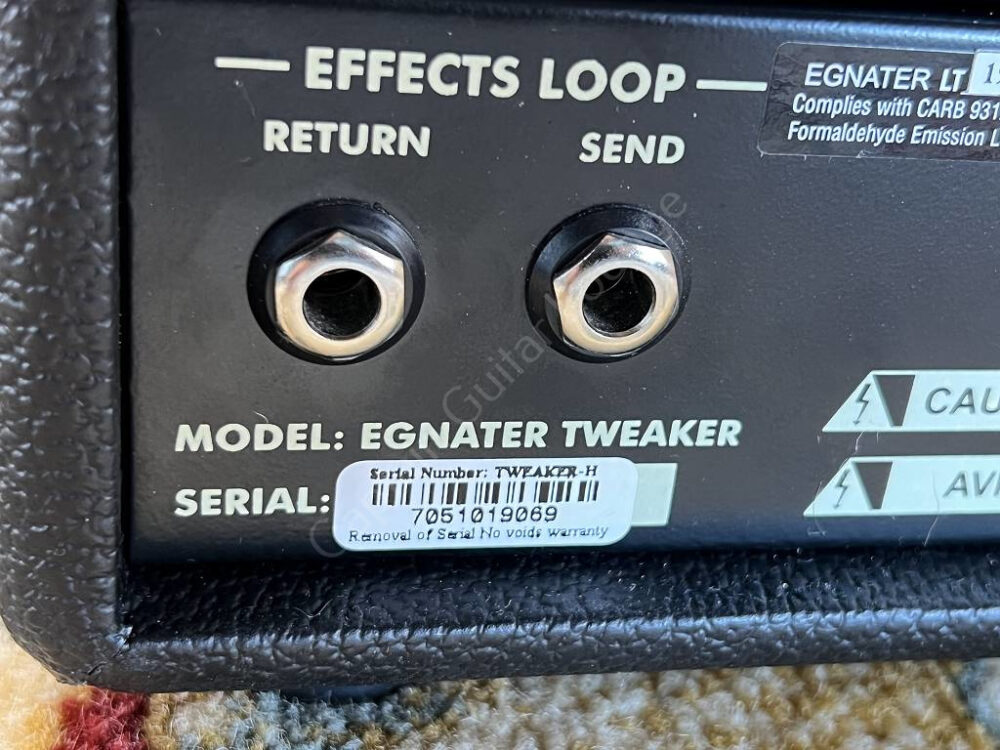 EFFECTS LOOP
RETURN
SEND
EGNATER LT
Complies with CARB 931
Formaldehyde Emission L
MODEL: EGNATER TWEAKER
SERIAL:
Serial Number: TWEAKER-H
7051019069
Removal of Serial No voids warranty
CAU
AVI